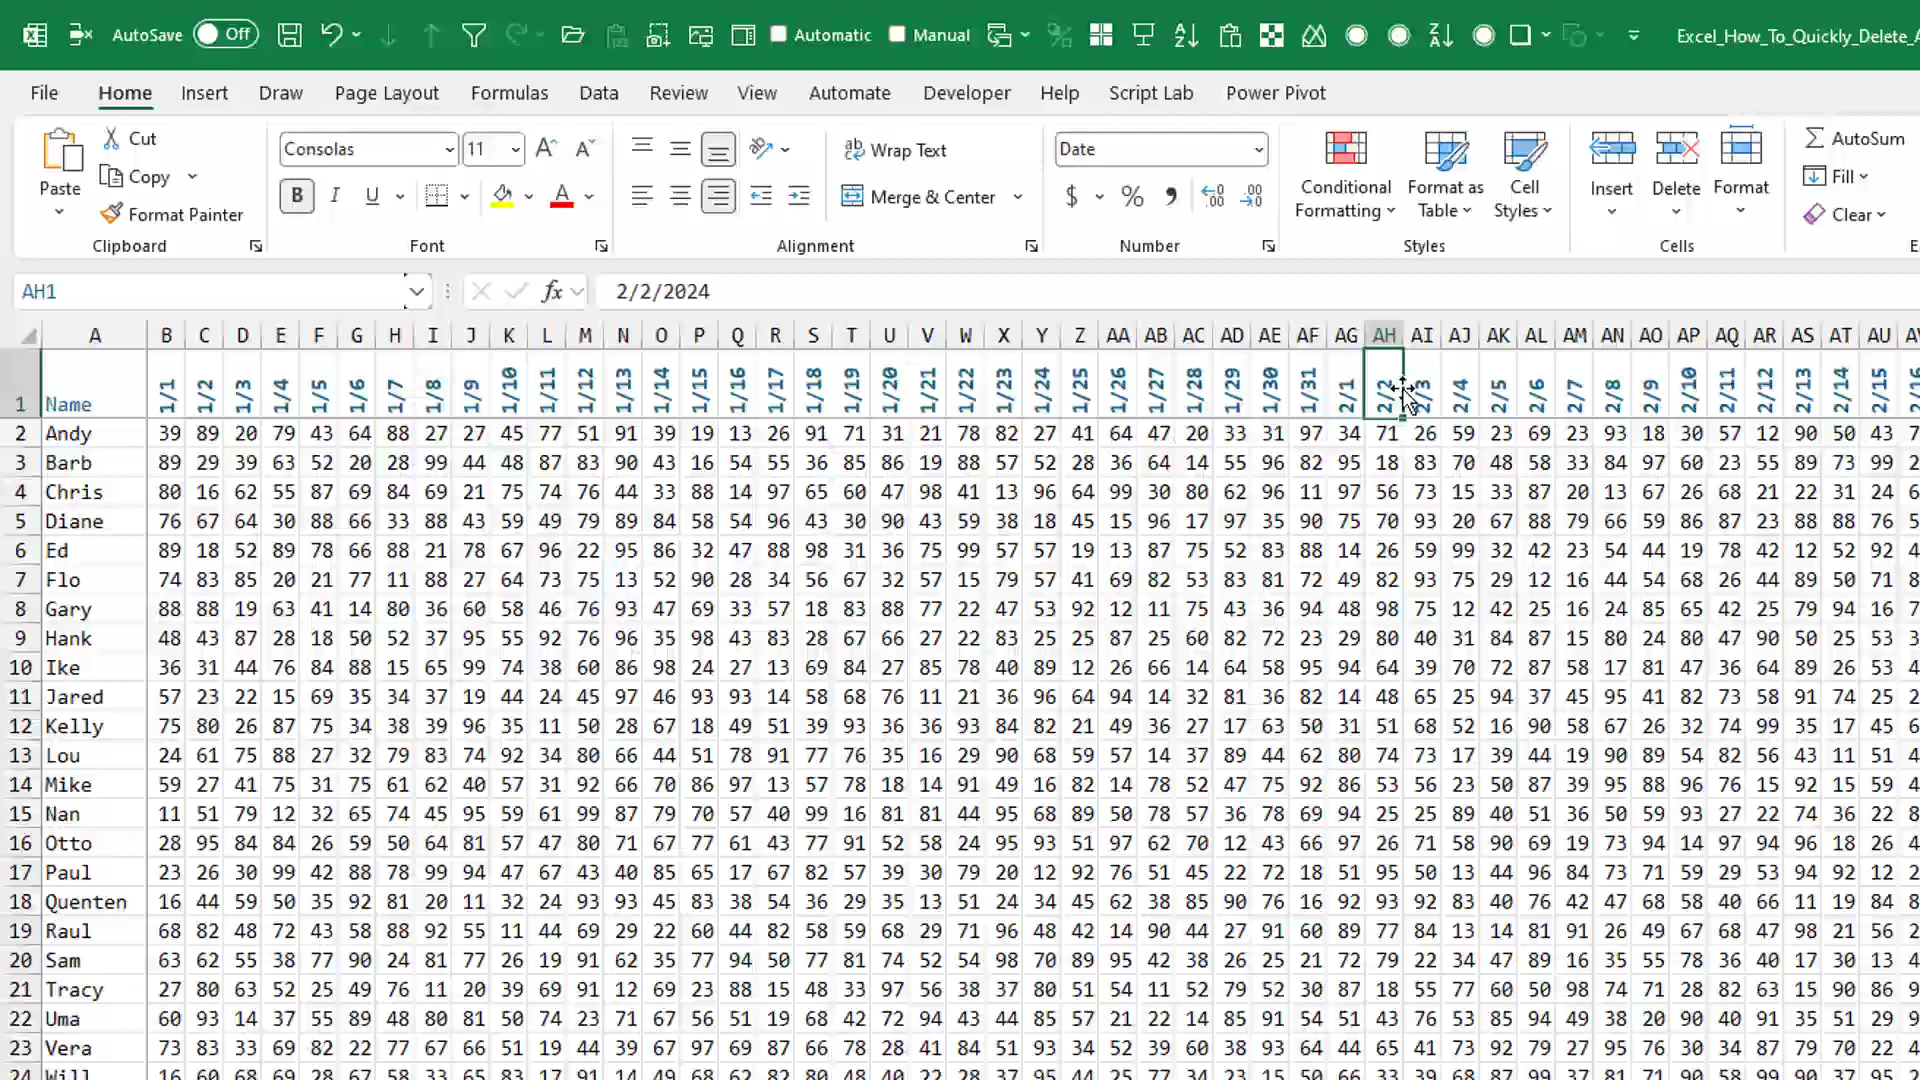 AutoSave Off Automatic Manual Excel_How_To_Quickly_Delete_A
File Home Insert Draw Page Layout Formulas Data Review View Automate Developer Help Script Lab Power Pivot
Paste Cut Copy Format Painter
Clipboard
Consolas 11
B I U A
Font
Wrap Text
Merge & Center
Alignment
Date
$ % 9 .00
Number
Conditional Formatting Format as Table Cell Styles
Styles
Insert Delete Format
Cells
AutoSum
Fill
Clear
AH1 fx 2/2/2024
A B C D E F G H I J K L M N O P Q R S T U V W X Y Z AA AB AC AD AE AF AG AH AI AJ AK AL AM AN AO AP AQ AR AS AT AU
1 Name 1/1 1/2 1/3 1/4 1/5 1/6 1/7 1/8 1/9 1/10 1/11 1/12 1/13 1/14 1/15 1/16 1/17 1/18 1/19 1/20 1/21 1/22 1/23 1/24 1/25 1/26 1/27 1/28 1/29 1/30 1/31 2/1 2/2 2/3 2/4 2/5 2/6 2/7 2/8 2/9 2/10 2/11 2/12 2/13 2/14 2/15 2/16
2 Andy 39 89 20 79 43 64 88 27 27 45 77 51 91 39 19 13 26 91 71 31 21 78 82 27 41 64 47 20 33 31 97 34 71 26 59 23 69 23 93 18 30 57 12 90 50 43 7
3 Barb 89 29 39 63 52 20 28 99 44 48 87 83 90 43 16 54 55 36 85 86 19 88 57 52 28 36 64 14 55 96 82 95 18 83 70 48 58 33 84 97 60 23 55 89 73 99 2
4 Chris 80 16 62 55 87 69 84 69 21 75 74 76 44 33 88 14 97 65 60 47 98 41 13 96 64 99 30 80 62 96 11 97 56 73 15 33 87 20 13 67 26 68 21 22 31 24 6
5 Diane 76 67 64 30 88 66 33 88 43 59 49 79 89 84 58 54 96 43 30 90 43 59 38 18 45 15 96 17 97 35 90 75 70 93 20 67 88 79 66 59 86 87 23 88 88 76 5
6 Ed 89 18 52 89 78 66 88 21 78 67 96 22 95 86 32 47 88 98 31 36 75 99 57 57 19 13 87 75 52 83 88 14 26 59 99 32 42 23 54 44 19 78 42 12 52 92 4
7 Flo 74 83 85 20 21 77 11 88 27 64 73 75 13 52 90 28 34 56 67 32 57 15 79 57 41 69 82 53 83 81 72 49 82 93 75 29 12 16 44 54 68 26 44 89 50 71 8
8 Gary 88 88 19 63 41 14 80 36 60 58 46 76 93 47 69 33 57 18 83 88 77 22 47 53 92 12 11 75 43 36 94 48 98 75 12 42 25 16 24 85 65 42 25 79 94 16 7
9 Hank 48 43 87 28 18 50 52 37 95 55 92 76 96 35 98 43 83 28 67 66 27 22 83 25 25 87 25 60 82 72 23 29 80 40 31 84 87 15 80 24 80 47 90 50 25 53 3
10 Ike 36 31 44 76 84 88 15 65 99 74 38 60 86 98 24 27 13 69 84 27 85 78 40 89 12 26 66 14 64 58 95 94 64 39 70 72 87 58 17 81 47 36 64 89 26 53 4
11 Jared 57 23 22 15 69 35 34 37 19 44 24 45 97 46 93 93 14 58 68 76 11 21 36 96 64 94 14 32 81 36 82 14 48 65 25 94 37 45 95 41 82 73 58 91 74 25 2
12 Kelly 75 80 26 87 75 34 38 39 96 35 11 50 28 67 18 49 51 39 93 36 36 93 84 82 21 49 36 27 17 63 50 31 51 68 52 16 90 58 67 26 32 74 99 35 17 45 6
13 Lou 24 61 75 88 27 32 79 83 74 92 34 80 66 44 51 78 91 77 76 35 16 29 90 68 59 57 14 37 89 44 62 80 74 73 17 39 44 19 90 89 54 82 56 43 11 51 4
14 Mike 59 27 41 75 31 75 61 62 40 57 31 92 66 70 86 97 13 57 78 18 14 91 49 16 82 14 78 52 47 75 92 86 53 56 23 50 87 39 95 88 96 76 15 92 15 59 4
15 Nan 11 51 79 12 32 65 74 45 95 59 61 99 87 79 70 57 40 99 16 81 81 44 95 68 89 50 78 57 36 78 69 94 25 25 89 40 51 36 50 59 93 27 22 74 36 22 8
16 Otto 28 95 84 84 26 59 50 64 81 57 47 80 71 67 77 61 43 77 91 52 58 24 95 93 51 97 62 70 12 43 66 97 26 71 58 90 69 19 73 94 14 97 94 96 18 26 4
17 Paul 23 26 30 99 42 88 78 99 94 47 67 43 40 85 65 17 67 82 57 39 30 79 20 12 92 76 51 45 22 72 18 51 95 50 13 44 96 84 73 71 59 29 53 94 92 12 2
18 Quenten 16 44 59 50 35 92 81 20 11 32 24 93 93 45 83 38 54 36 29 35 13 51 24 34 45 62 38 85 90 76 16 92 93 92 83 40 76 42 47 68 58 40 66 11 19 84 8
19 Raul 68 82 48 72 43 58 88 92 55 11 44 69 29 22 60 44 82 58 59 68 29 71 96 48 42 14 90 44 27 91 60 89 77 84 13 14 81 91 26 49 67 68 47 98 21 56 2
20 Sam 63 62 55 38 77 90 24 81 77 26 19 91 62 35 77 94 50 77 81 74 52 54 98 70 89 95 42 38 26 25 21 72 79 22 34 47 89 16 35 55 78 36 40 17 30 13 4
21 Tracy 27 80 63 52 25 49 76 11 20 39 69 91 12 69 23 88 15 48 33 97 56 38 37 80 51 54 11 52 79 52 30 87 18 55 77 60 50 98 74 71 28 82 63 15 90 86 9
22 Uma 60 93 14 37 55 89 48 80 81 50 74 23 71 67 56 51 19 68 42 72 94 43 44 85 57 21 22 14 85 91 54 51 43 76 53 85 94 49 38 20 90 40 91 35 51 29 9
23 Vera 73 83 33 69 82 22 77 67 66 51 19 44 39 67 97 69 87 66 78 28 41 84 51 93 34 52 39 60 38 93 64 44 65 41 73 92 79 27 95 76 30 34 87 79 70 22 4
24 Will